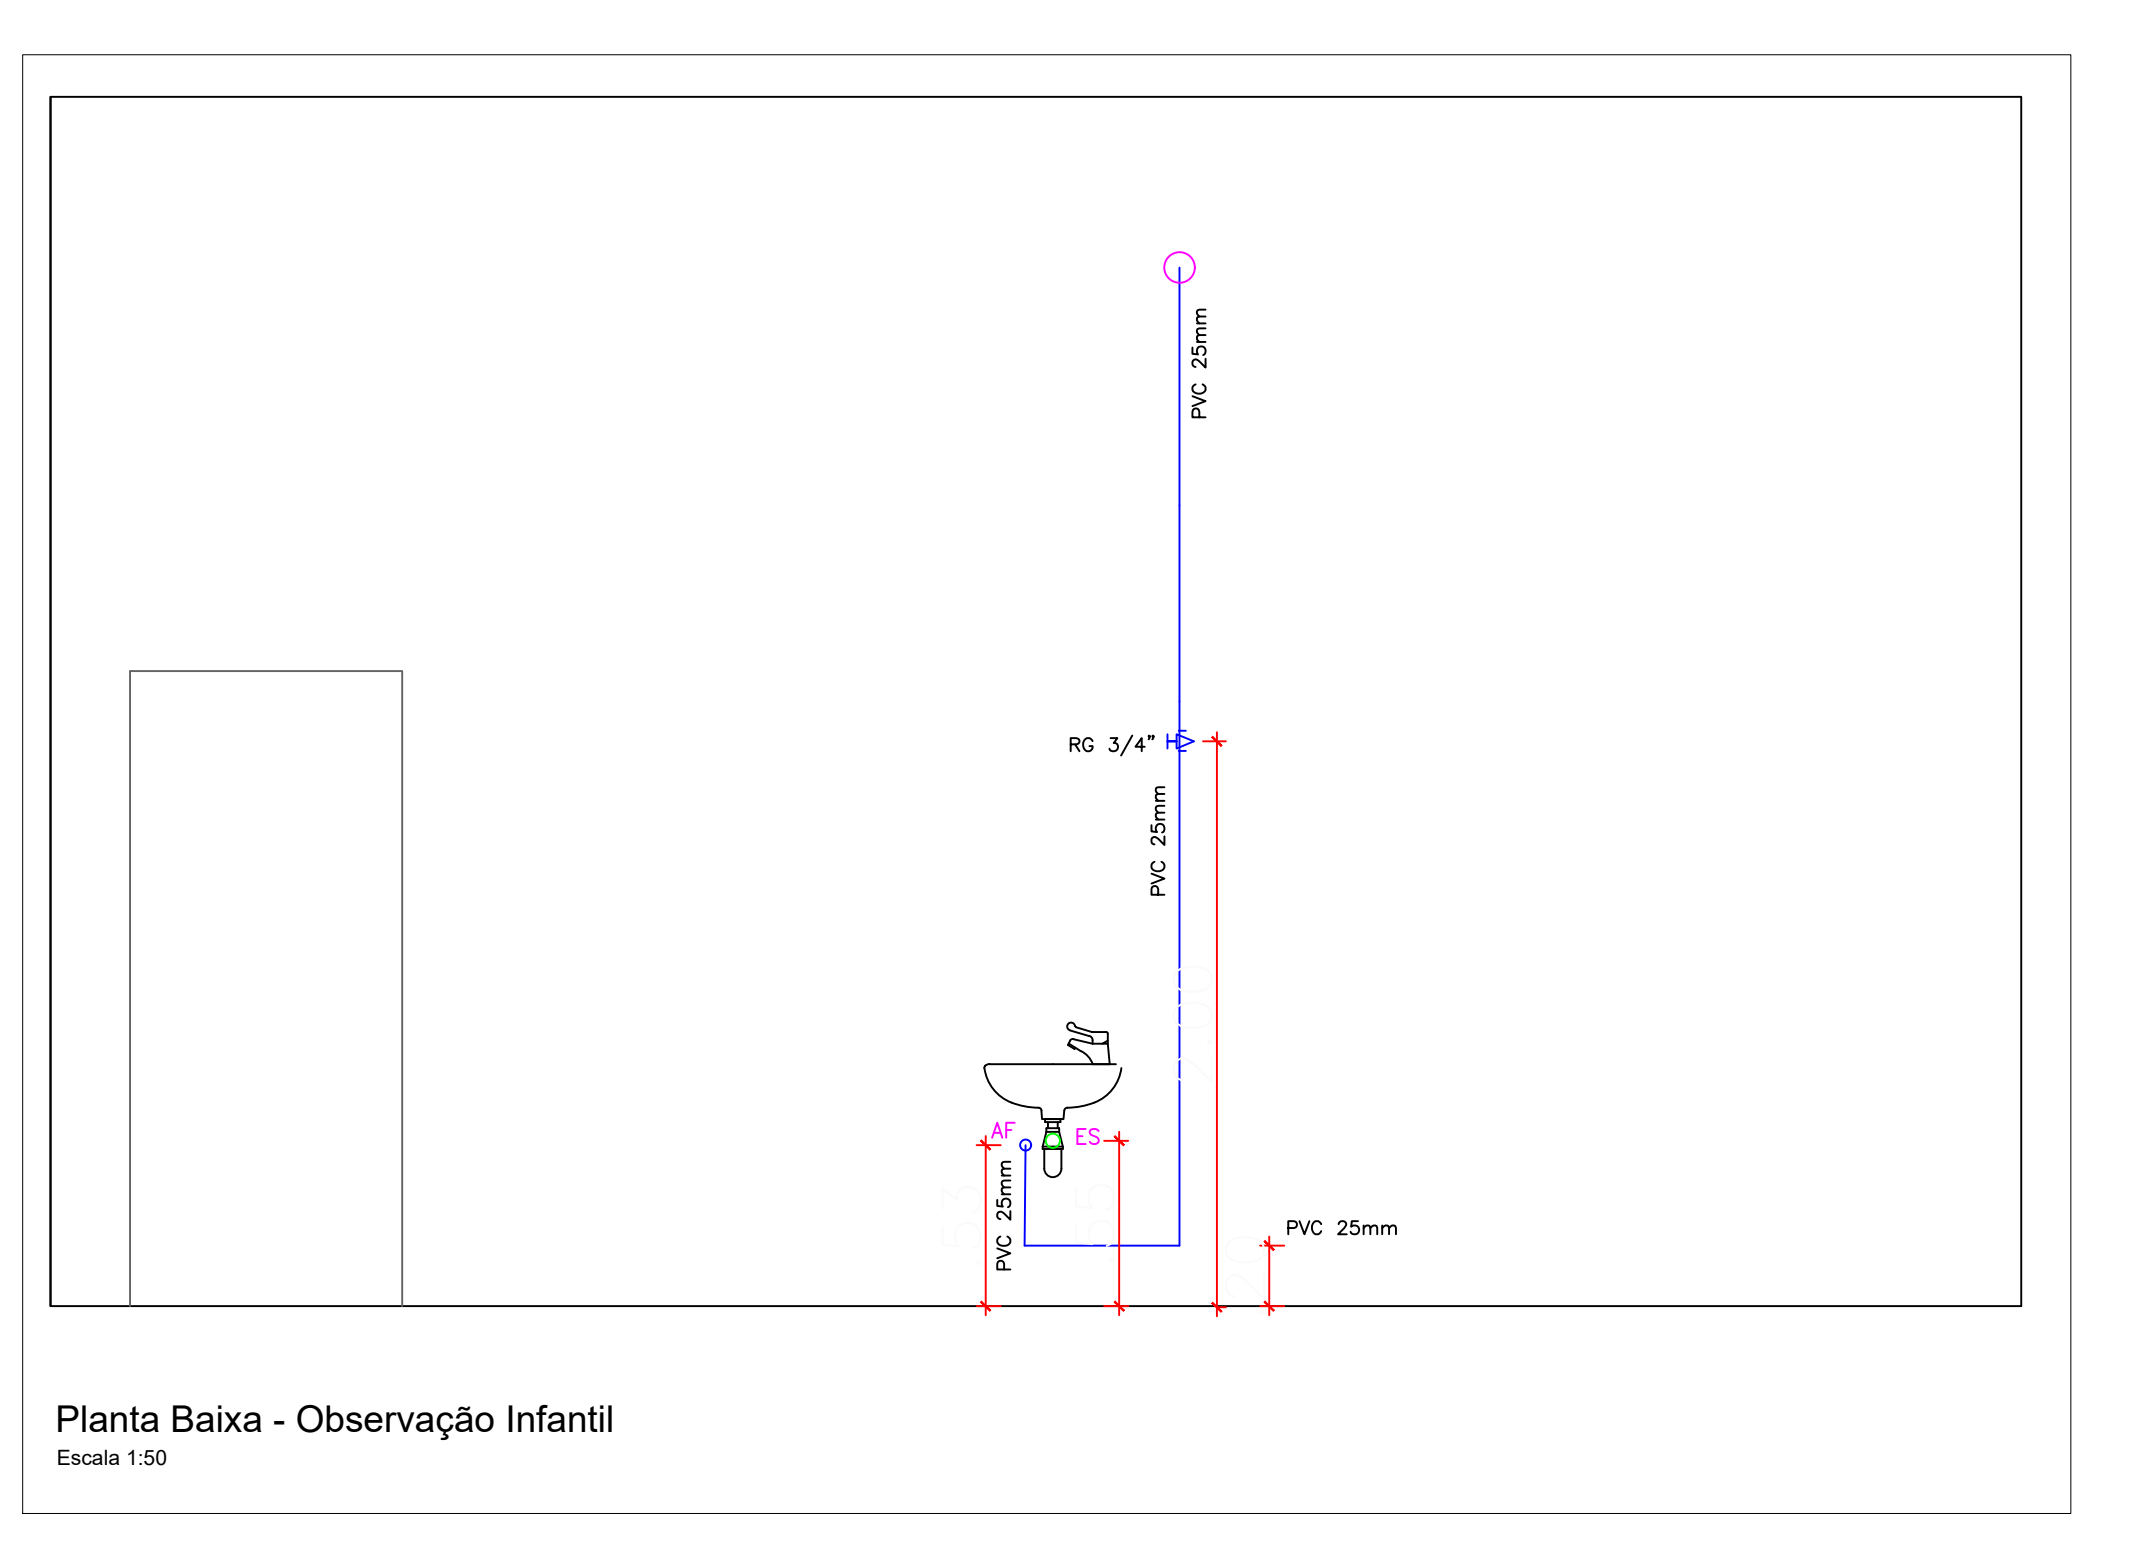 PVC 25mm
RG 3/4”
PVC 25mm
AF
ES
PVC 25mm
PVC 25mm
Planta Baixa - Observação Infantil
Escala 1:50